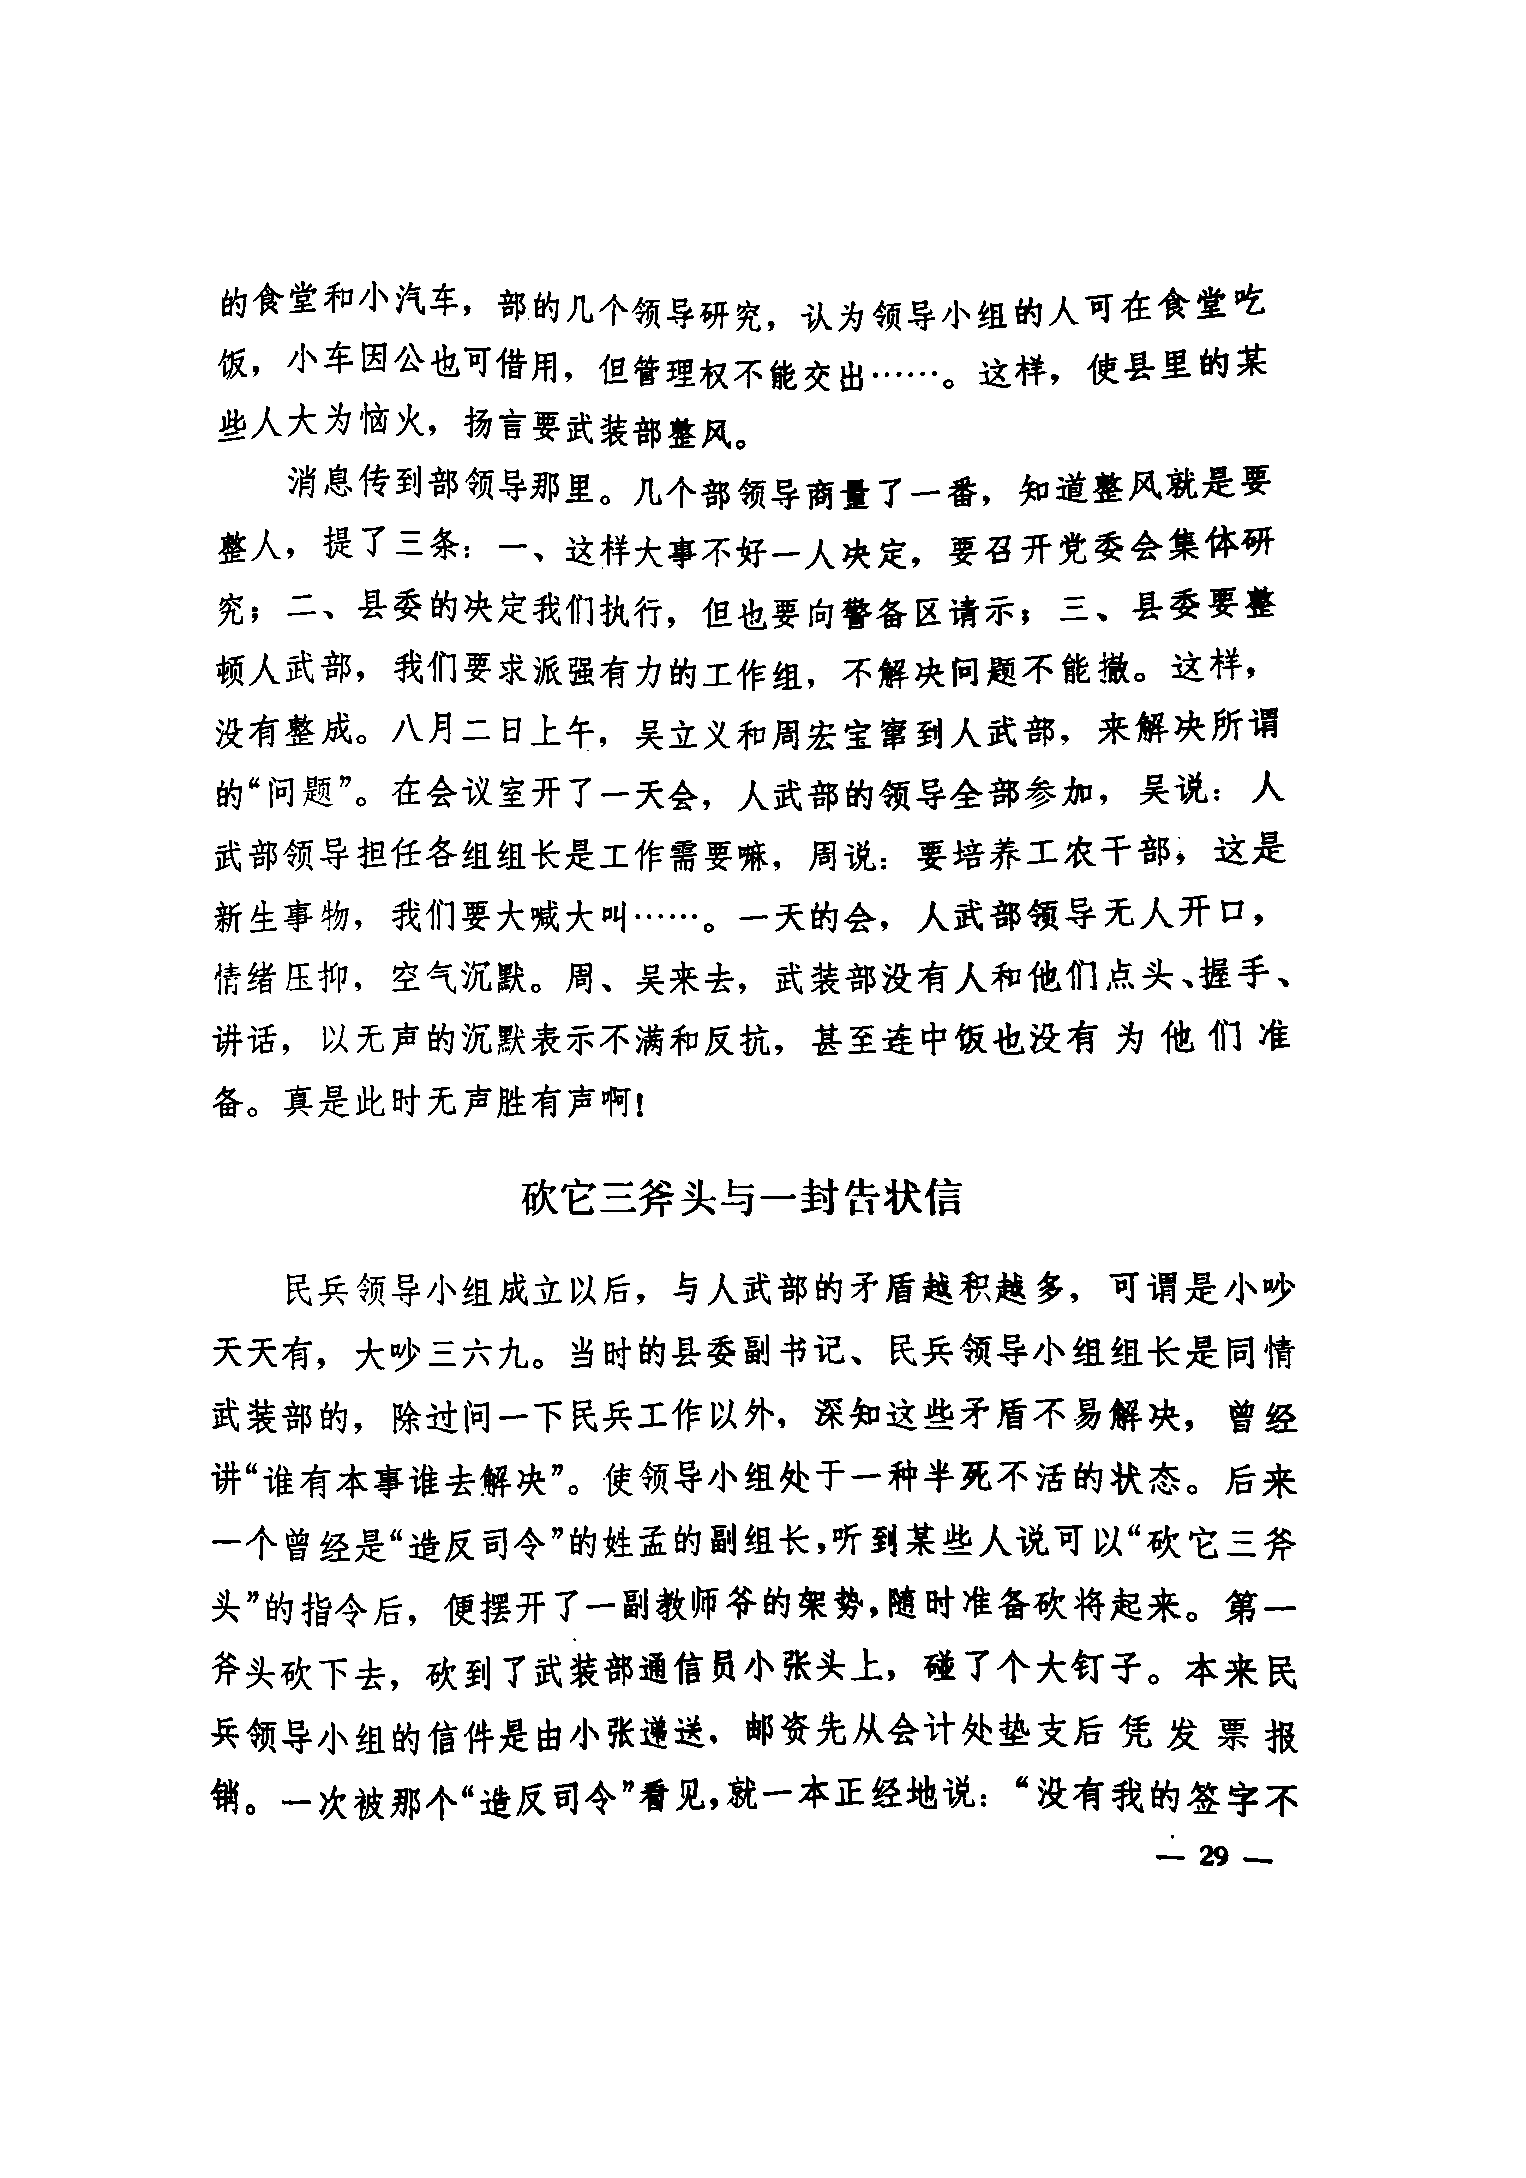 的食堂和小汽车，部的几个领导研究，认为领导小组的人可在食堂吃
饭，小车因公也可借用，但管理权不能交出……。这样，使县里的某
些人大为恼火，扬言要武装部整风。
消息传到部领导那里。几个部领导商量了一番，知道整风就是要
整人，提了三条：一、这样大事不好一人决定，要召开党委会集体研
究；二、县委的决定我们执行，但也要向警备区请示；三、县委要整
顿人武部，我们要求派强有力的工作组，不解决问题不能撤。这样，
没有整成。八月二日上午，吴立义和周宏宝窜到人武部，来解决所谓
的“问题”。在会议室开了一天会，人武部的领导全部参加，吴说：人
武部领导担任各组组长是工作需要嘛，周说：要培养工农干部，这是
新生事物，我们要大喊大叫……。一天的会，人武部领导无人开口，
情绪压抑，空气沉默。周、吴来去，武装部没有人和他们点头、握手、
讲话，以无声的沉默表示不满和反抗，甚至连中饭也没有为他们准
备。真是此时无声胜有声啊！
砍它三斧头与一封告状信
民兵领导小组成立以后，与人武部的矛盾越积越多，可谓是小吵
天天有，大吵三六九。当时的县委副书记、民兵领导小组组长是同情
武装部的，除过问一下民兵工作以外，深知这些矛盾不易解决，曾经
讲“谁有本事谁去解决”。使领导小组处于一种半死不活的状态。后来
一个曾经是“造反司令”的姓孟的副组长，听到某些人说可以“砍它三斧
头”的指令后，便摆开了一副教师爷的架势，随时准备砍将起来。第一
斧头砍下去，砍到了武装部通信员小张头上，碰了个大钉子。本来民
兵领导小组的信件是由小张递送，邮资先从会计处垫支后凭发票报
销。一次被那个“造反司令”看见，就一本正经地说：“没有我的签字不
— 29 —